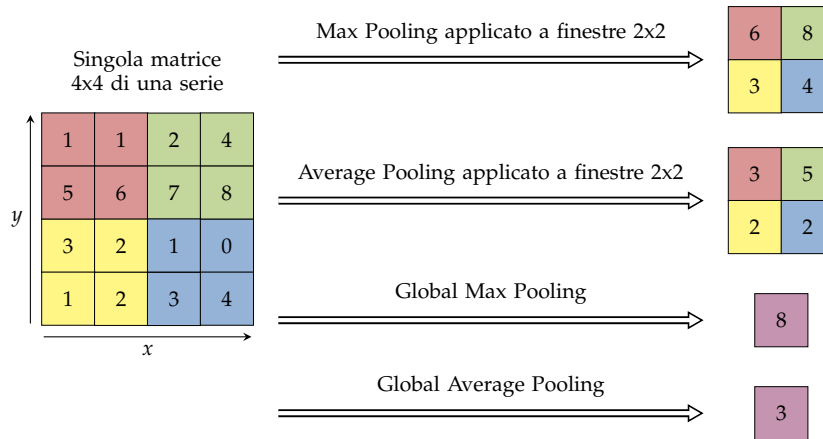 Max Pooling applicato a finestre 2x2
6 8
3 4
Singola matrice
4x4 di una serie
1 1 2 4
5 6 7 8
3 2 1 0
1 2 3 4
y
x
Average Pooling applicato a finestre 2x2
3 5
2 2
Global Max Pooling
8
Global Average Pooling
3